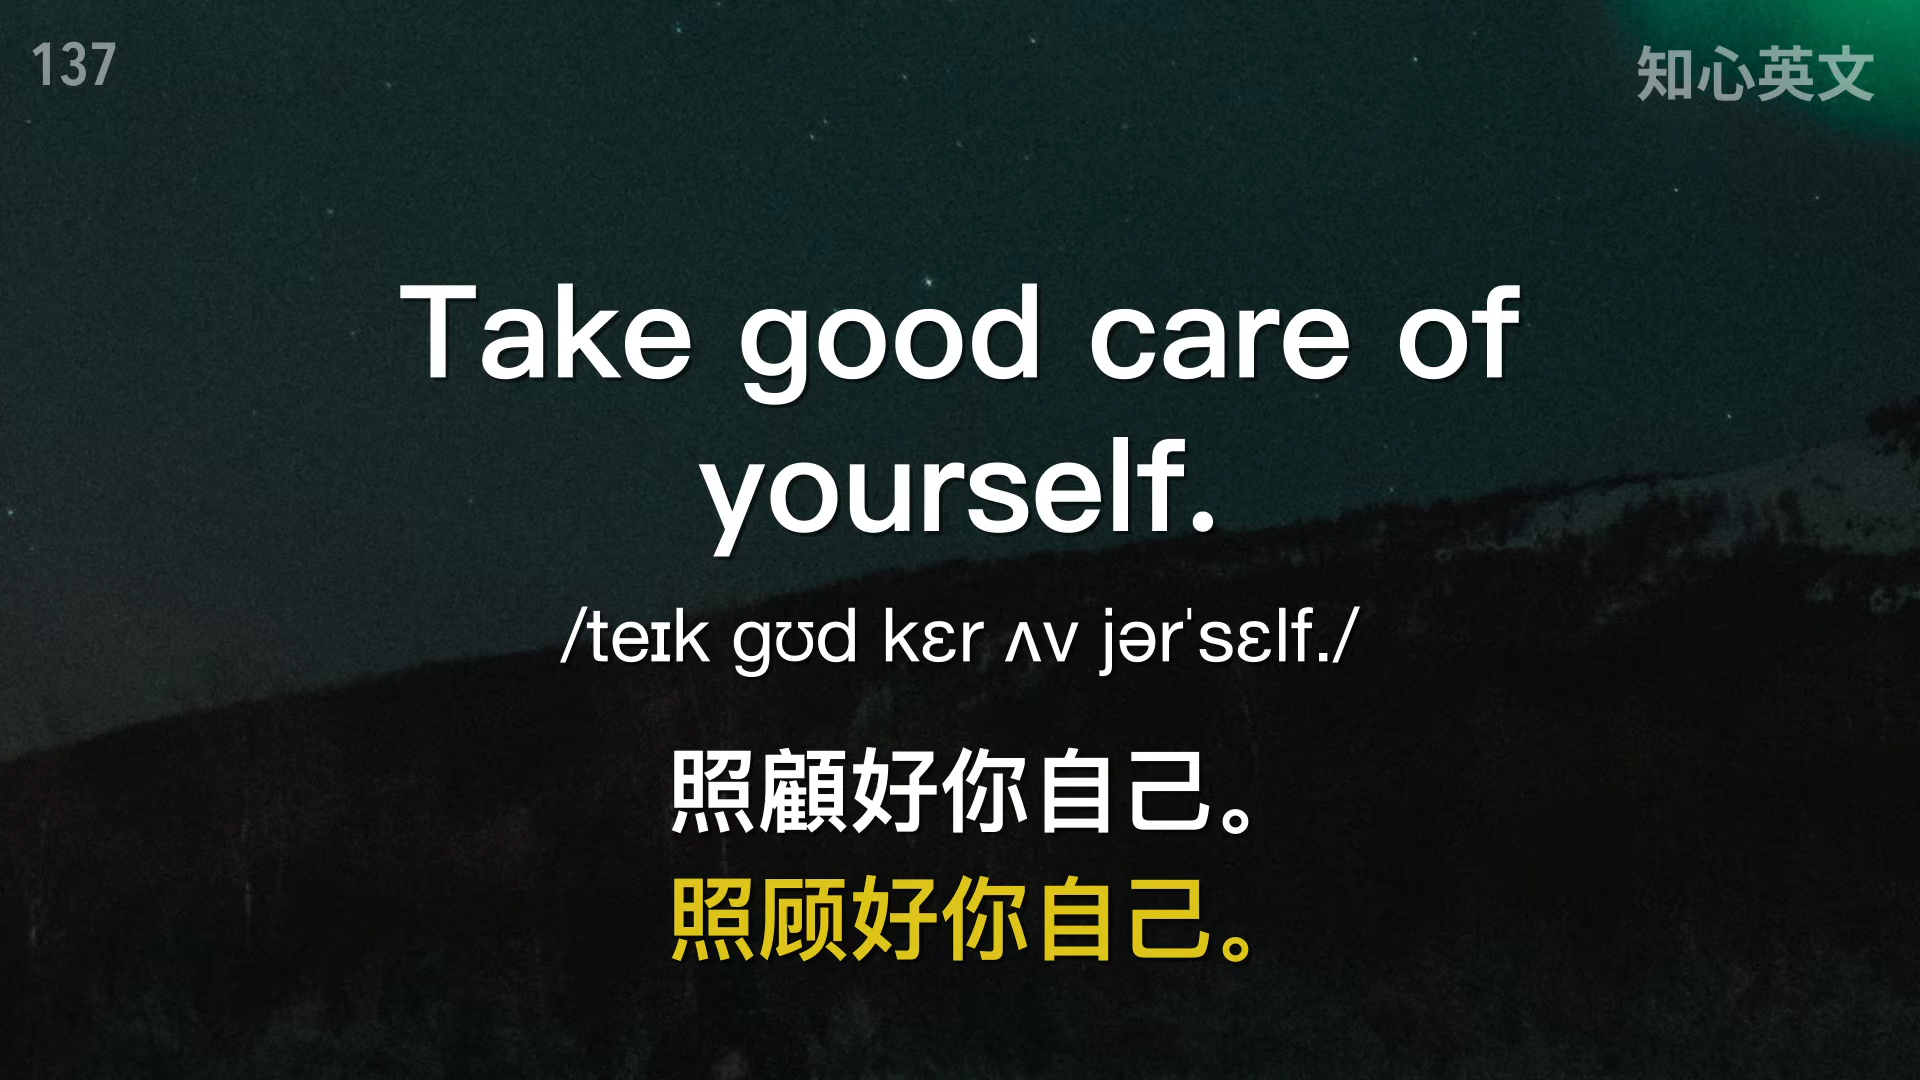 137
知心英文
Take good care of
yourself.
/teɪk gʊd kɛr ʌv jərˈsɛlf./
照顧好你自己。
照顾好你自己。